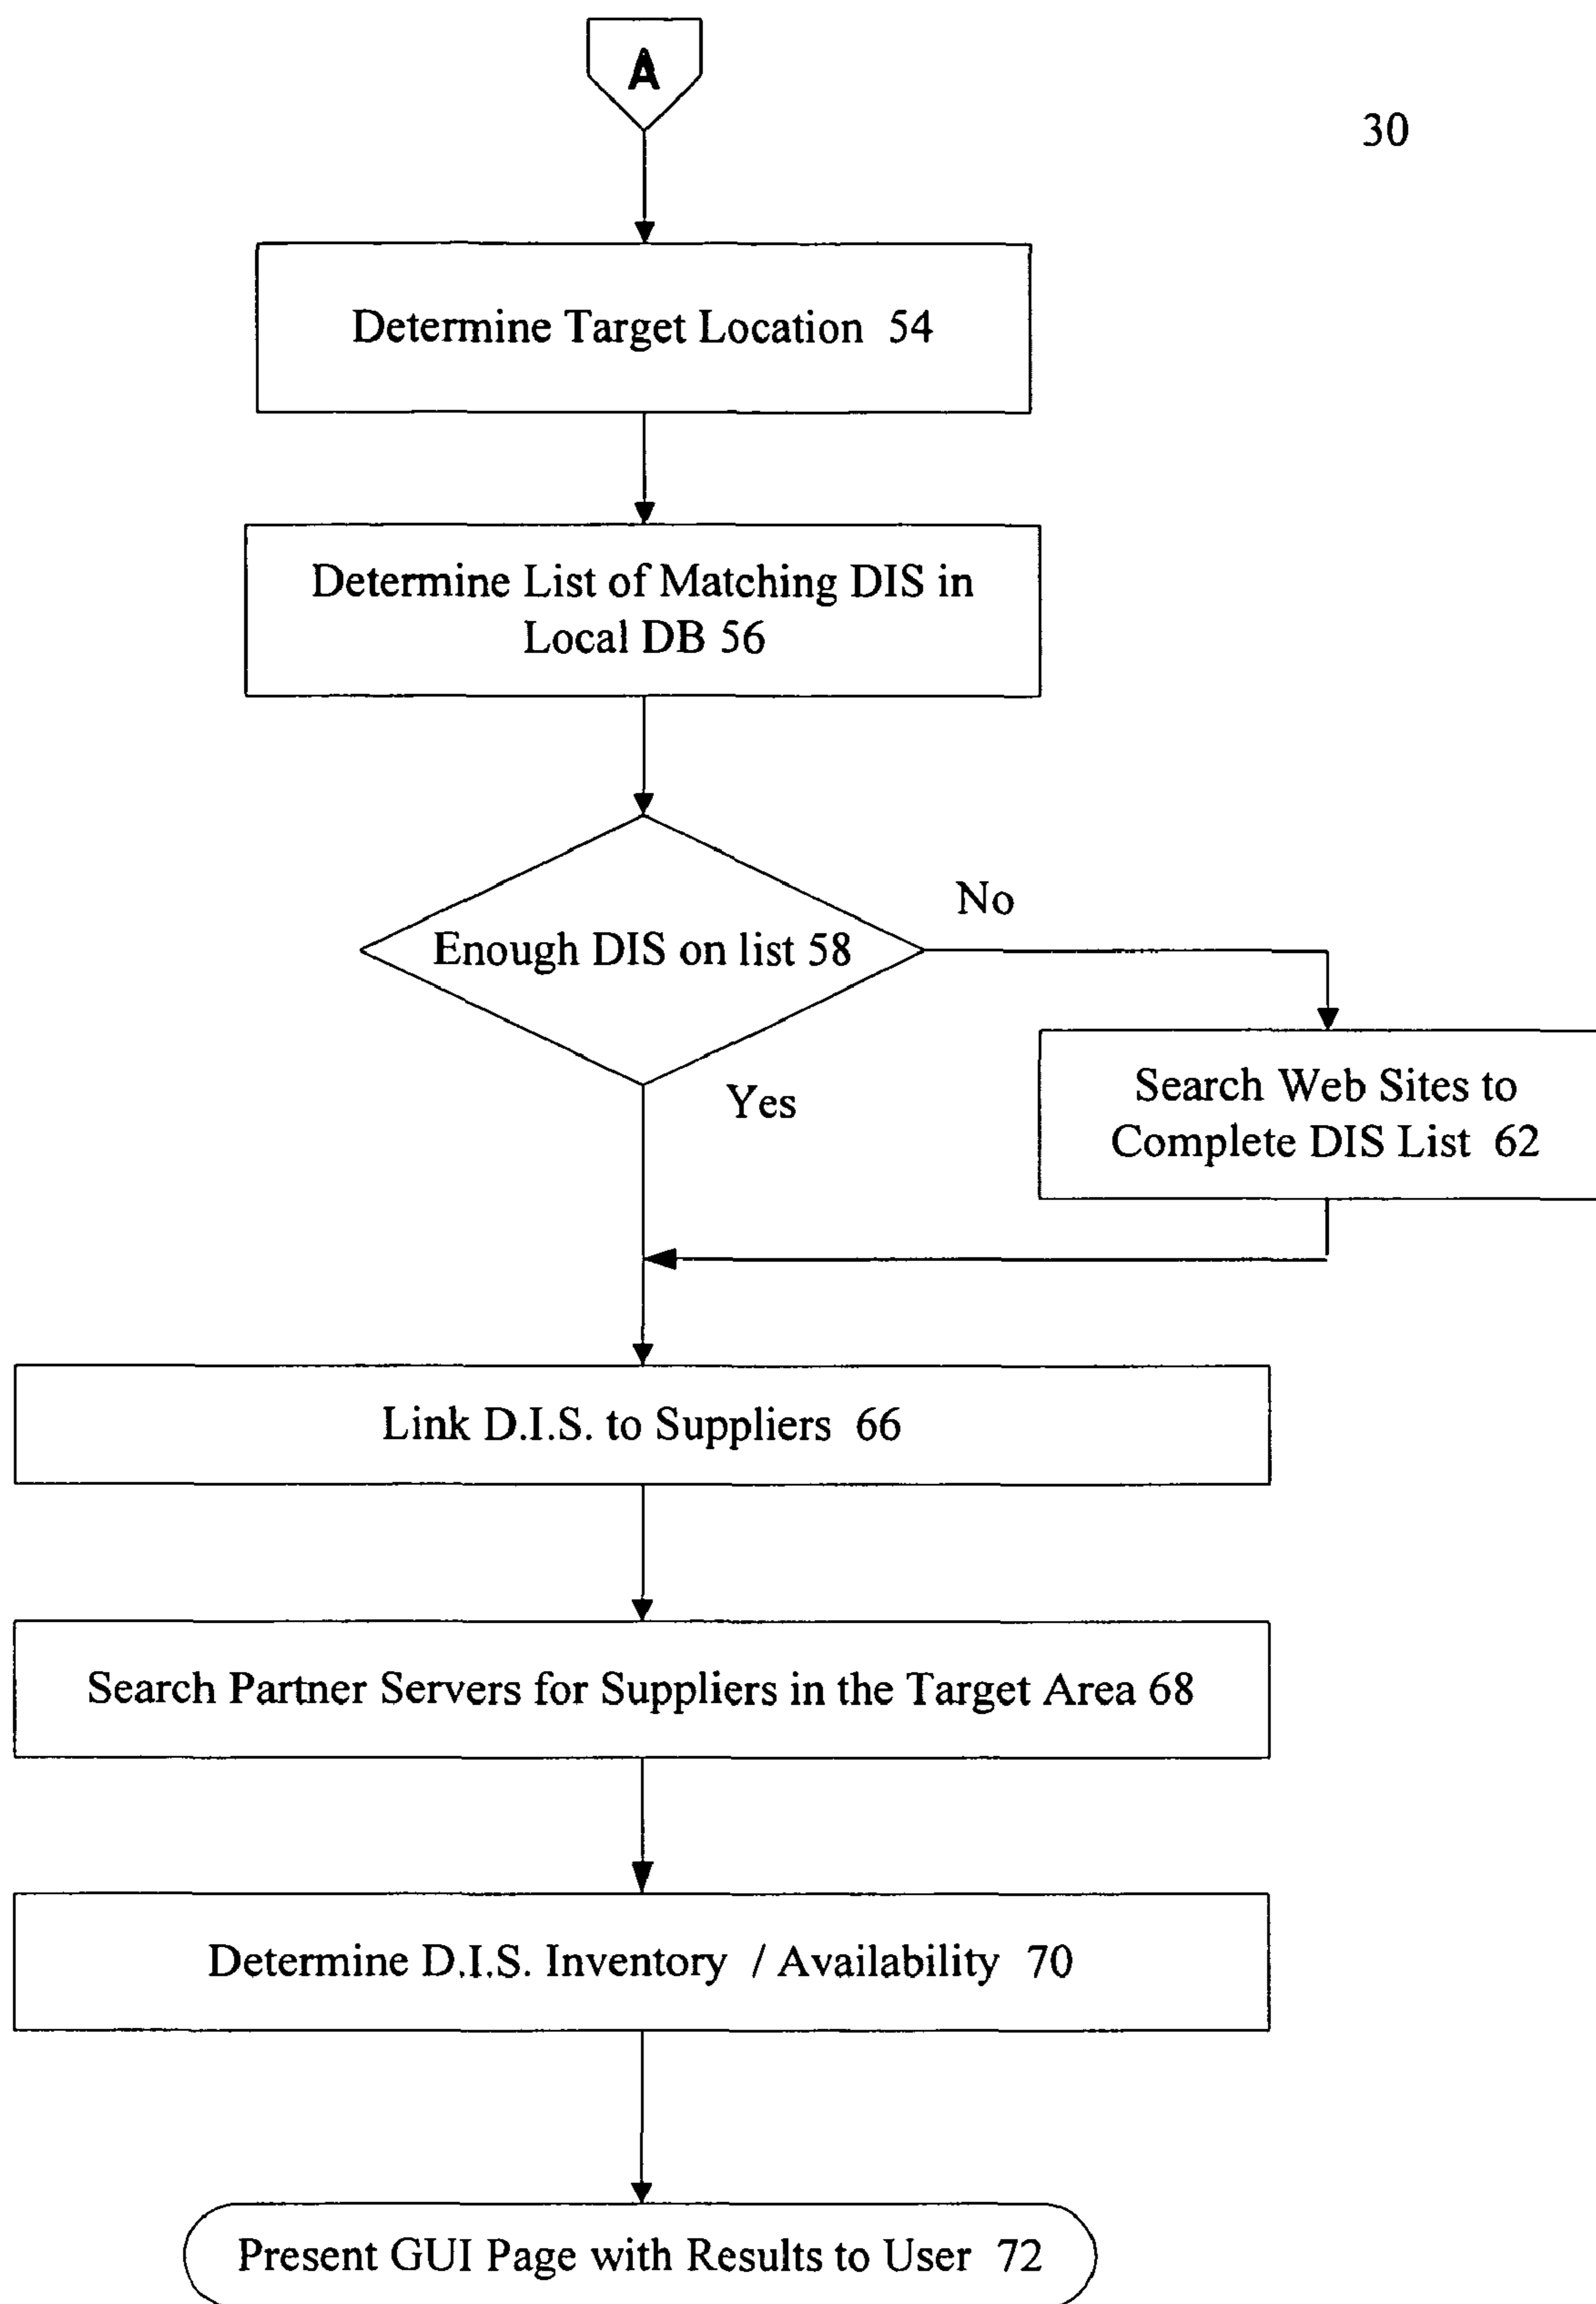 A
30
Determine Target Location 54
Determine List of Matching DIS in
Local DB 56
Enough DIS on list 58
No
Yes
Search Web Sites to
Complete DIS List 62
Link D.I.S. to Suppliers 66
Search Partner Servers for Suppliers in the Target Area 68
Determine D.I.S. Inventory / Availability 70
Present GUI Page with Results to User 72